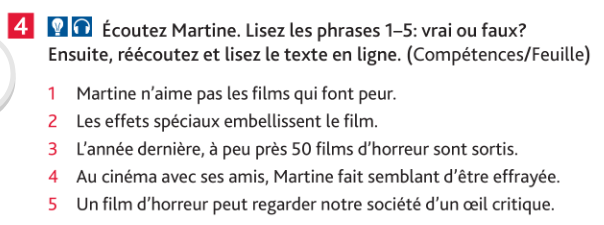 4 Écoutez Martine. Lisez les phrases 1–5: vrai ou faux?
Ensuite, réécoutez et lisez le texte en ligne. (Compétences/Feuille)
1 Martine n’aime pas les films qui font peur.
2 Les effets spéciaux embellissent le film.
3 L’année dernière, à peu près 50 films d’horreur sont sortis.
4 Au cinéma avec ses amis, Martine fait semblant d’être effrayée.
5 Un film d’horreur peut regarder notre société d’un œil critique.